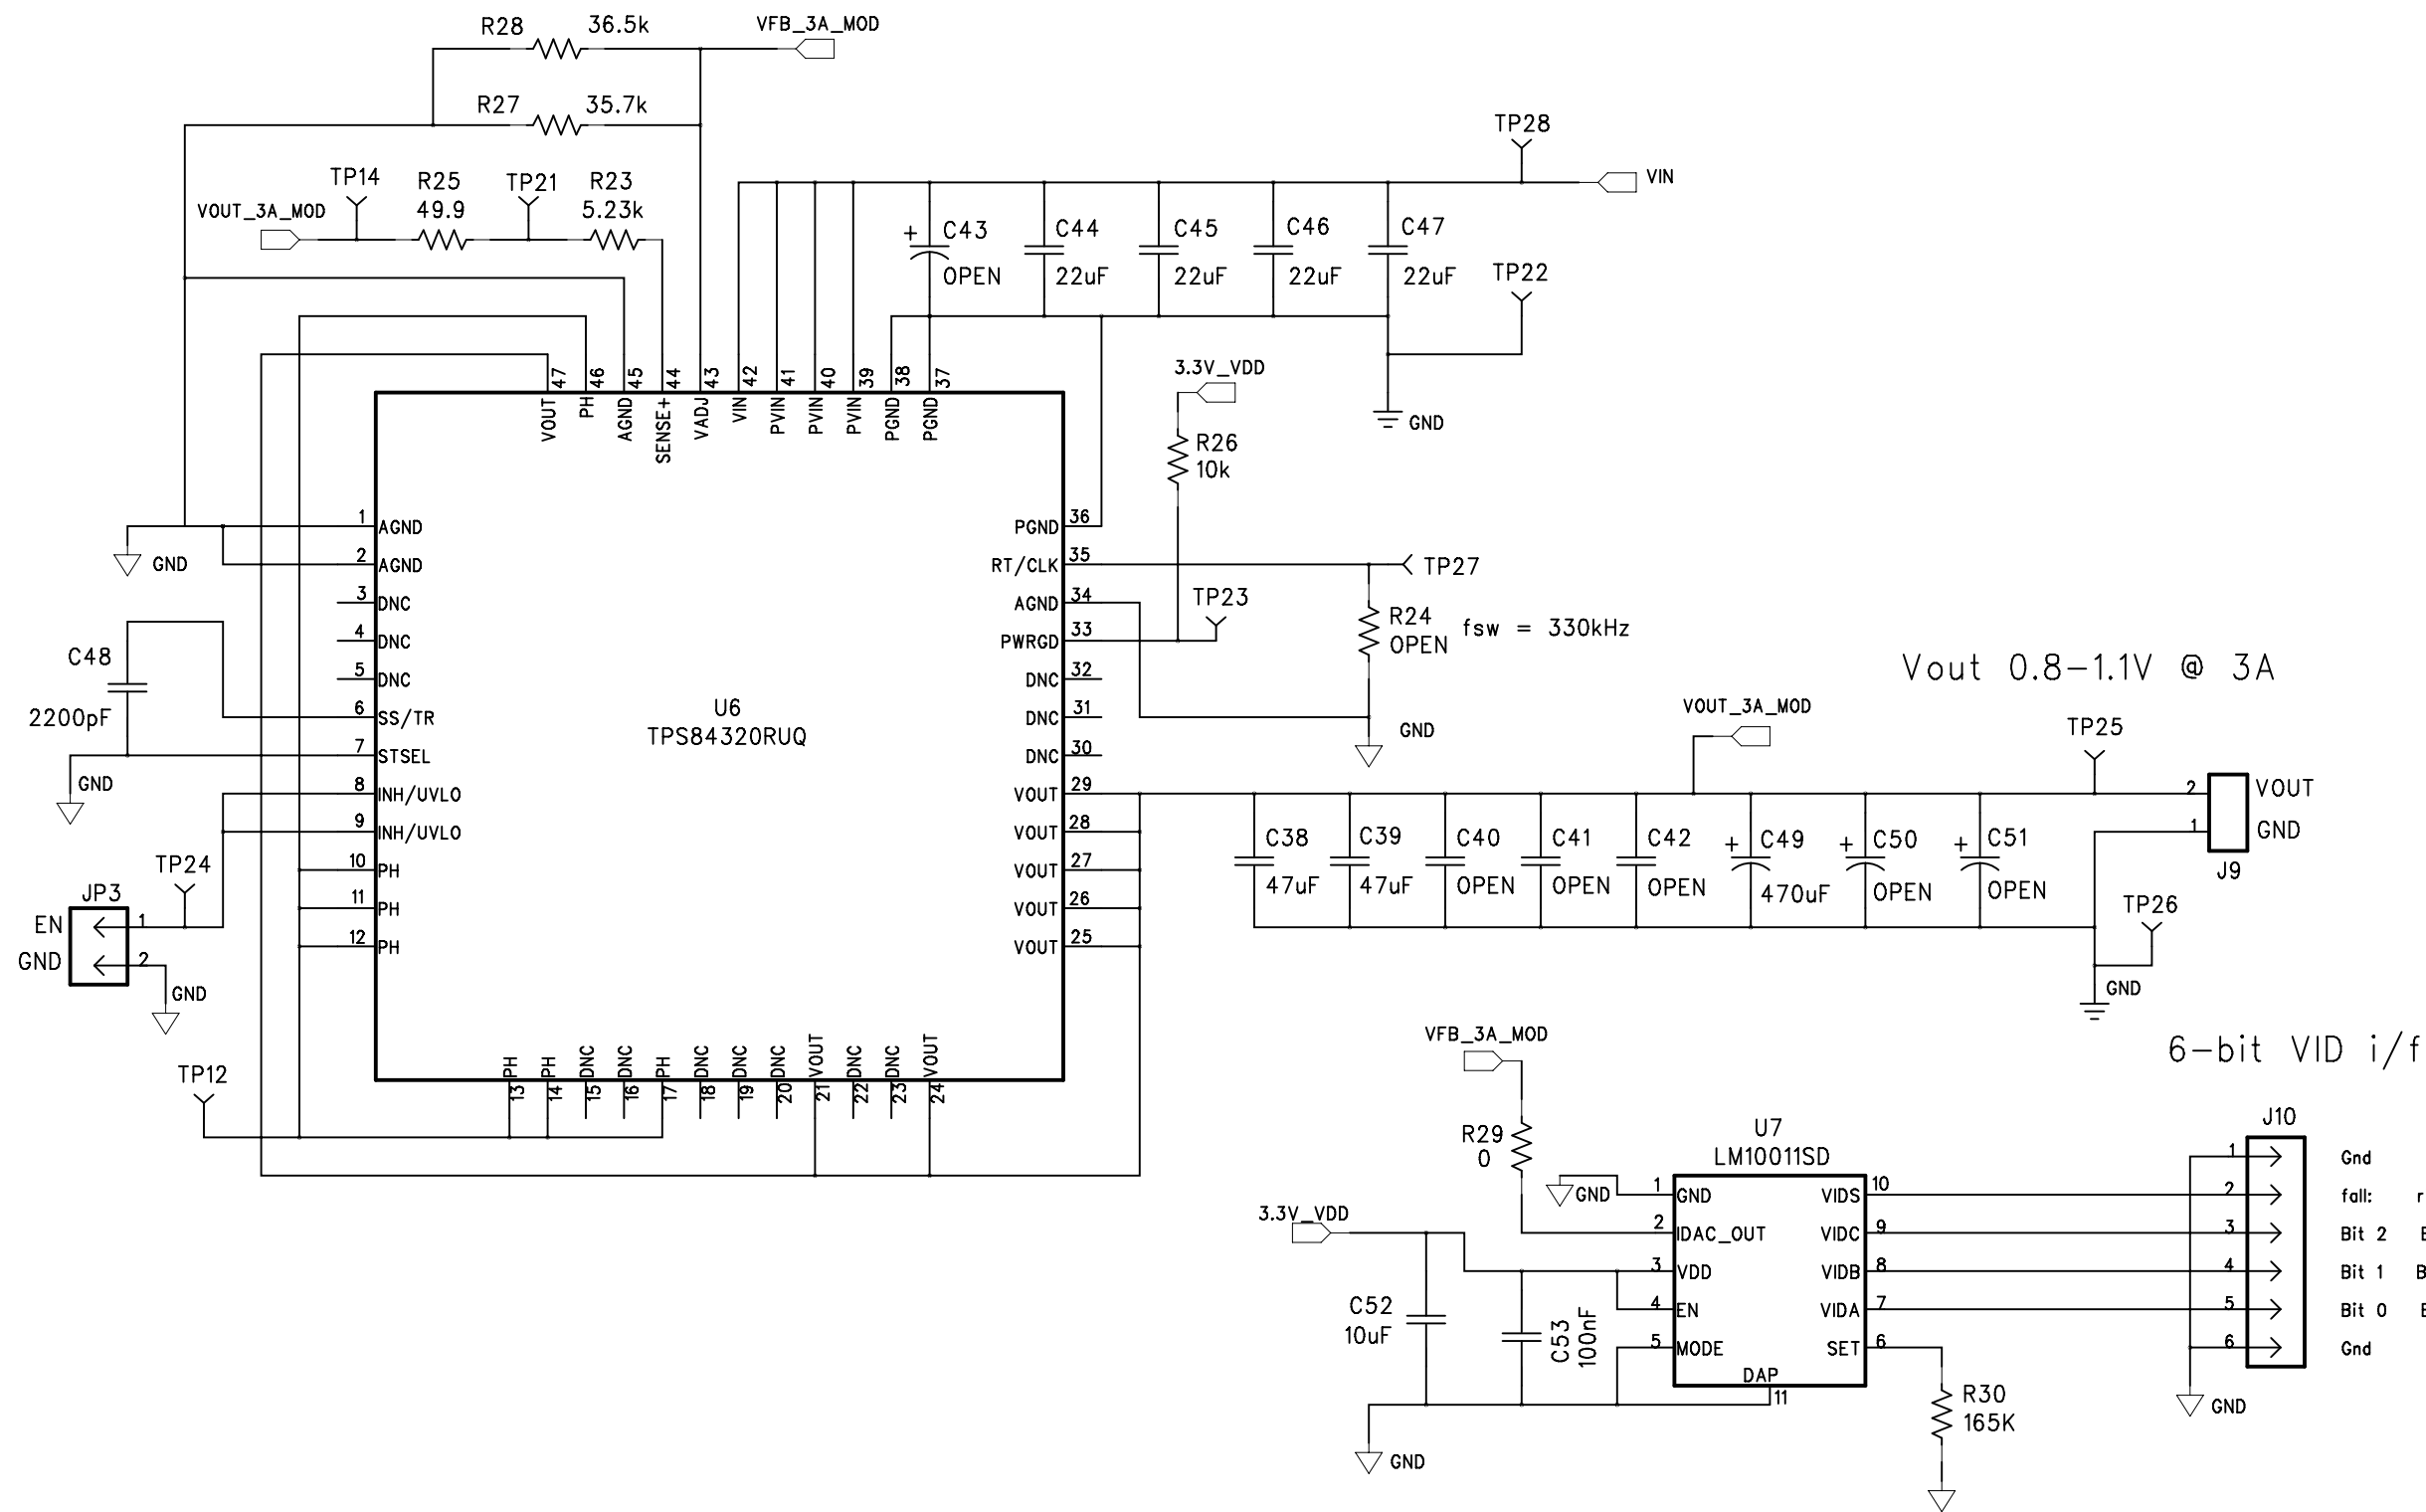 R28 36.5k VFB_3A_MOD
R27 35.7k
TP28
VIN
TP14 R25 TP21 R23
VOUT_3A_MOD 49.9 5.23k
+ C43 C44 C45 C46 C47
OPEN 22uF 22uF 22uF 22uF
TP22
3.3V_VDD
47 46 45 44 43 42 41 40 39 38 37
VOUT PH AGND SENSE+ VADJ VIN PVIN PVIN PVIN PGND PGND
GND
R26
10k
1 AGND
2 AGND
GND
3 DNC
4 DNC
5 DNC
C48
2200pF
6 SS/TR
7 STSEL
GND
8 INH/UVLO
9 INH/UVLO
TP24
10 PH
11 PH
12 PH
JP3
EN 1
GND 2
GND
U6
TPS84320RUQ
PGND 36
RT/CLK 35
TP27
AGND 34
TP23
PWRGD 33
R24
OPEN
fsw = 330kHz
DNC 32
DNC 31
DNC 30
GND
VOUT 29
VOUT 28
VOUT 27
VOUT 26
VOUT 25
Vout 0.8-1.1V @ 3A
VOUT_3A_MOD
TP25
C38 C39 C40 C41 C42 + C49 + C50 + C51
47uF 47uF OPEN OPEN OPEN 470uF OPEN OPEN
2 VOUT
1 GND
J9
TP26
GND
TP12
PH PH DNC DNC PH DNC DNC DNC VOUT DNC DNC VOUT
13 14 15 16 17 18 19 20 21 22 23 24
VFB_3A_MOD
6-bit VID i/f
R29
0
U7
LM10011SD
J10
GND
1 GND VIDS 10
2 IDAC_OUT VIDC 9
3 VDD VIDB 8
4 EN VIDA 7
5 MODE SET 6
DAP
11
3.3V_VDD
C52
10uF
C53
100nF
GND
R30
165K
1 Gnd
2 fall: r
3 Bit 2
4 Bit 1 B
5 Bit 0
6 Gnd
GND